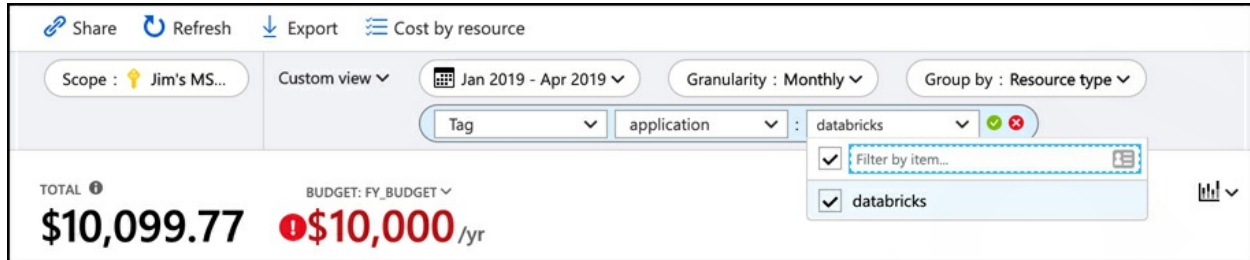 Share Refresh Export Cost by resource
Scope : Jim's MS... Custom view Jan 2019 - Apr 2019 Granularity : Monthly Group by : Resource type
Tag application : databricks
Filter by item...
databricks
TOTAL BUDGET: FY_BUDGET
$10,099.77 $10,000 /yr